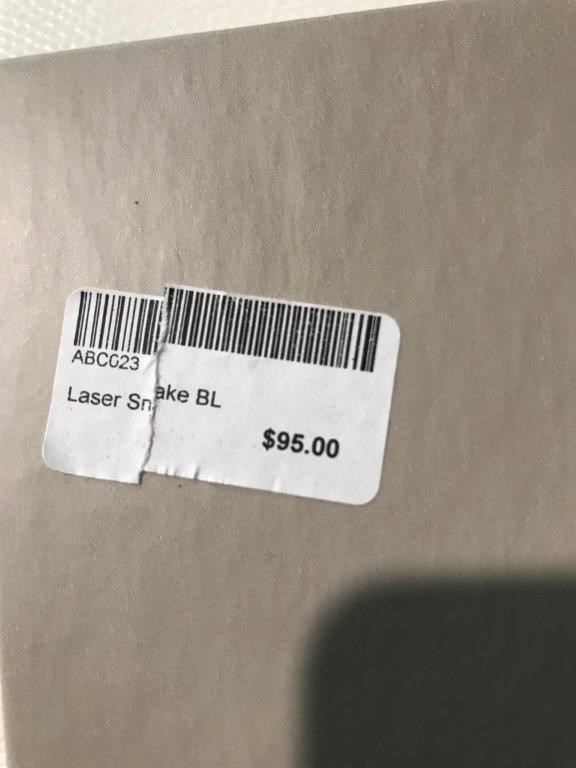 ABC023
Laser Snake BL
$95.00